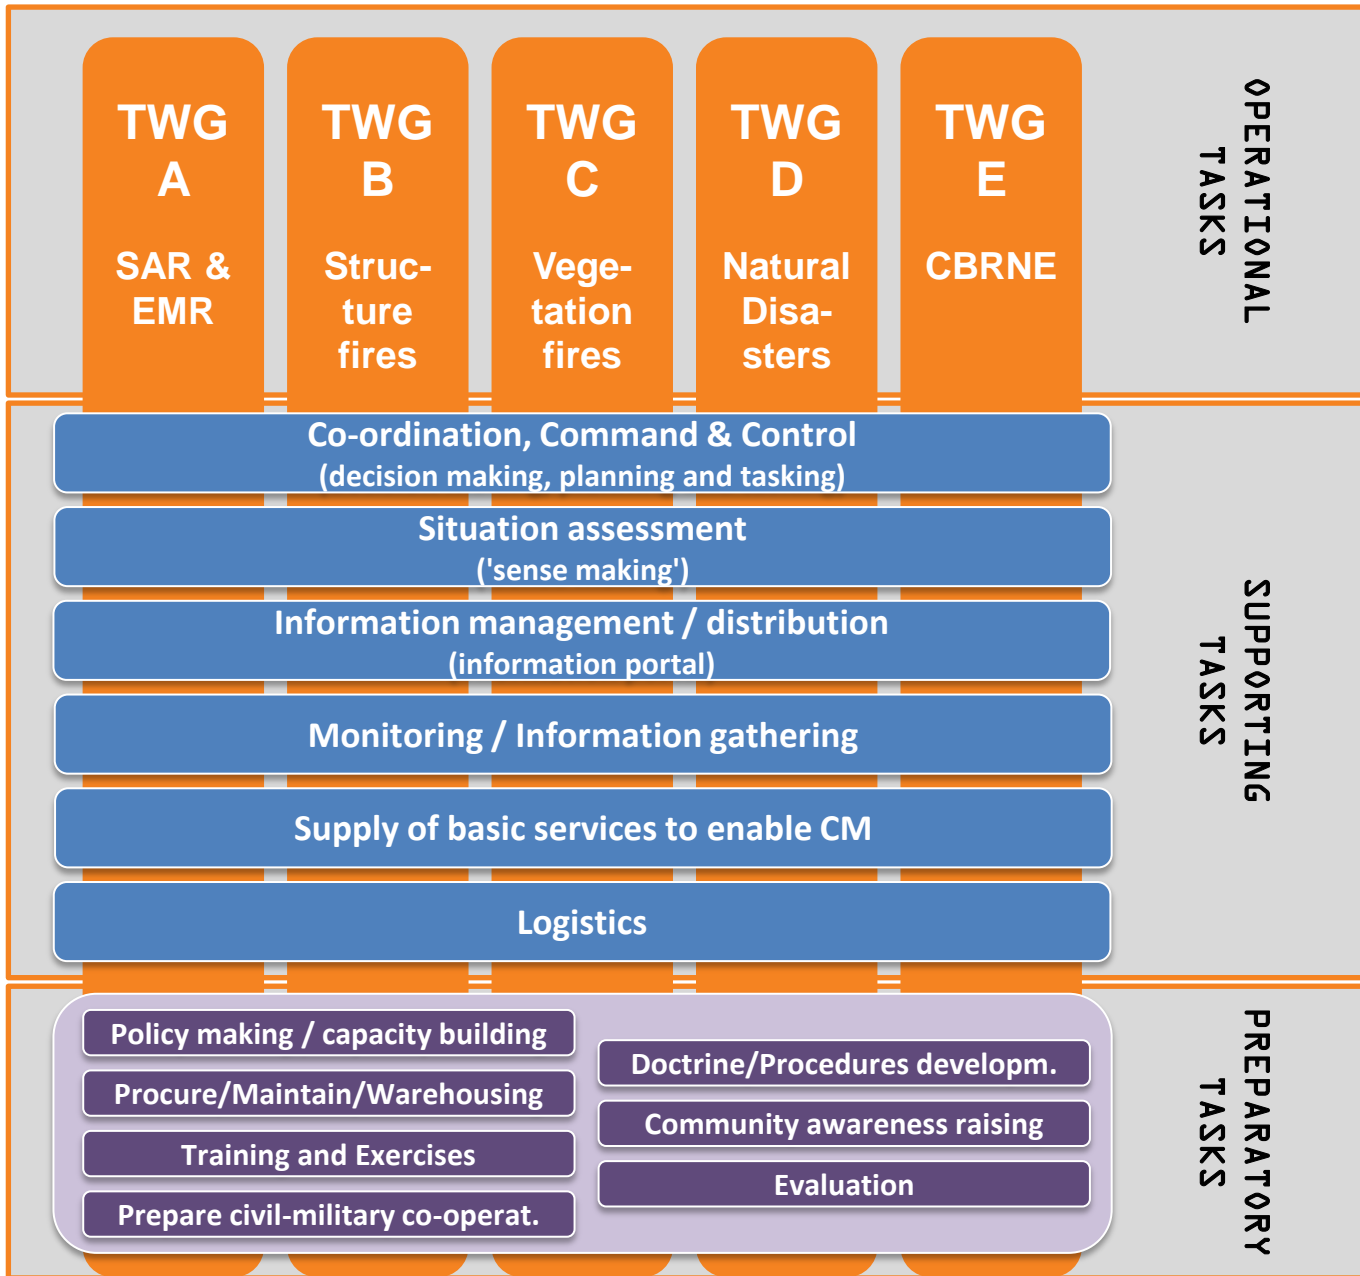 TWG
A
SAR &
EMR
TWG
B
Struc-
ture
fires
TWG
C
Vege-
tation
fires
TWG
D
Natural
Disa-
sters
TWG
E
CBRNE
OPERATIONAL
TASKS
Co-ordination, Command & Control
(decision making, planning and tasking)
Situation assessment
('sense making')
Information management / distribution
(information portal)
Monitoring / Information gathering
Supply of basic services to enable CM
Logistics
SUPPORTING
TASKS
Policy making / capacity building
Procure/Maintain/Warehousing
Training and Exercises
Prepare civil-military co-operat.
Doctrine/Procedures developm.
Community awareness raising
Evaluation
PREPARATORY
TASKS